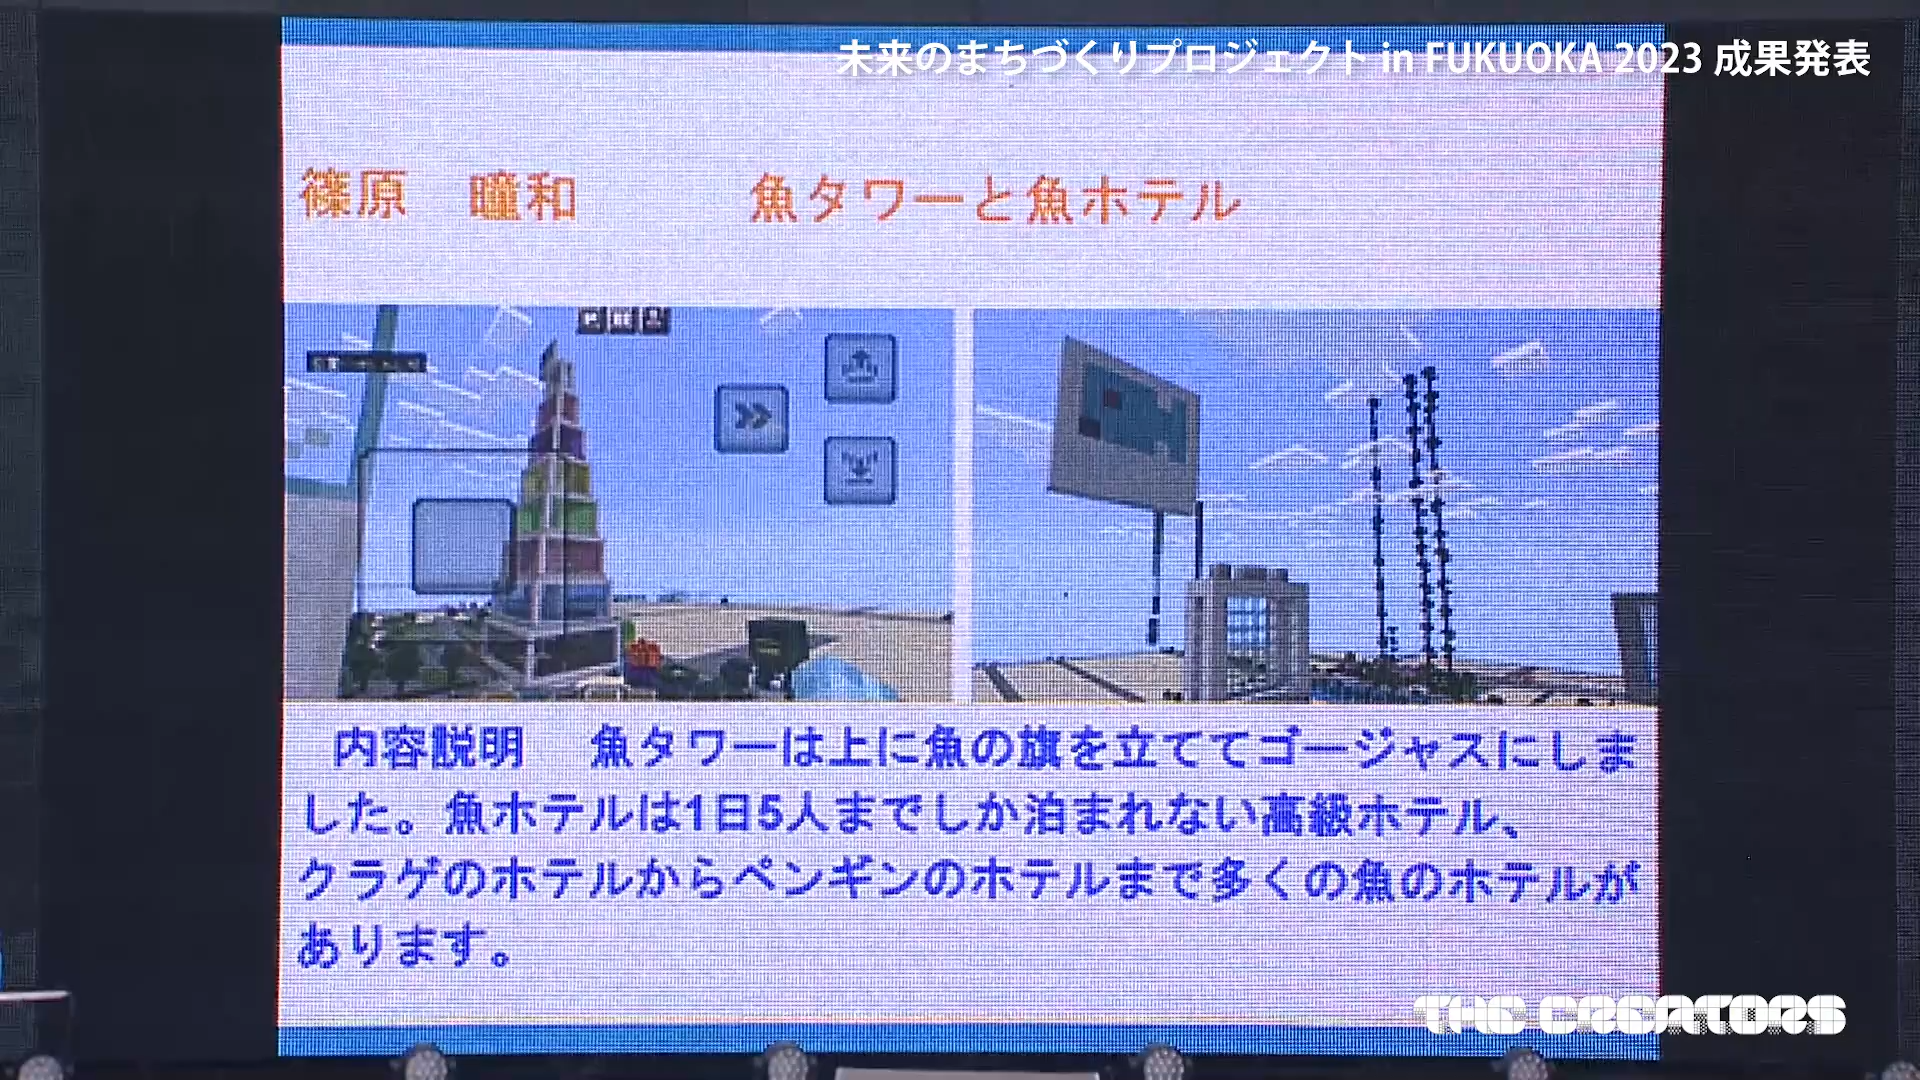 未来のまちづくりプロジェクト in FUKUOKA 2023 成果発表
篠原 瞳和 魚タワーと魚ホテル
内容説明 魚タワーは上に魚の旗を立ててゴージャスにしま
した。魚ホテルは1日5人までしか泊まれない高級ホテル、
クラゲのホテルからペンギンのホテルまで多くの魚のホテルが
あります。
THE CREATORS